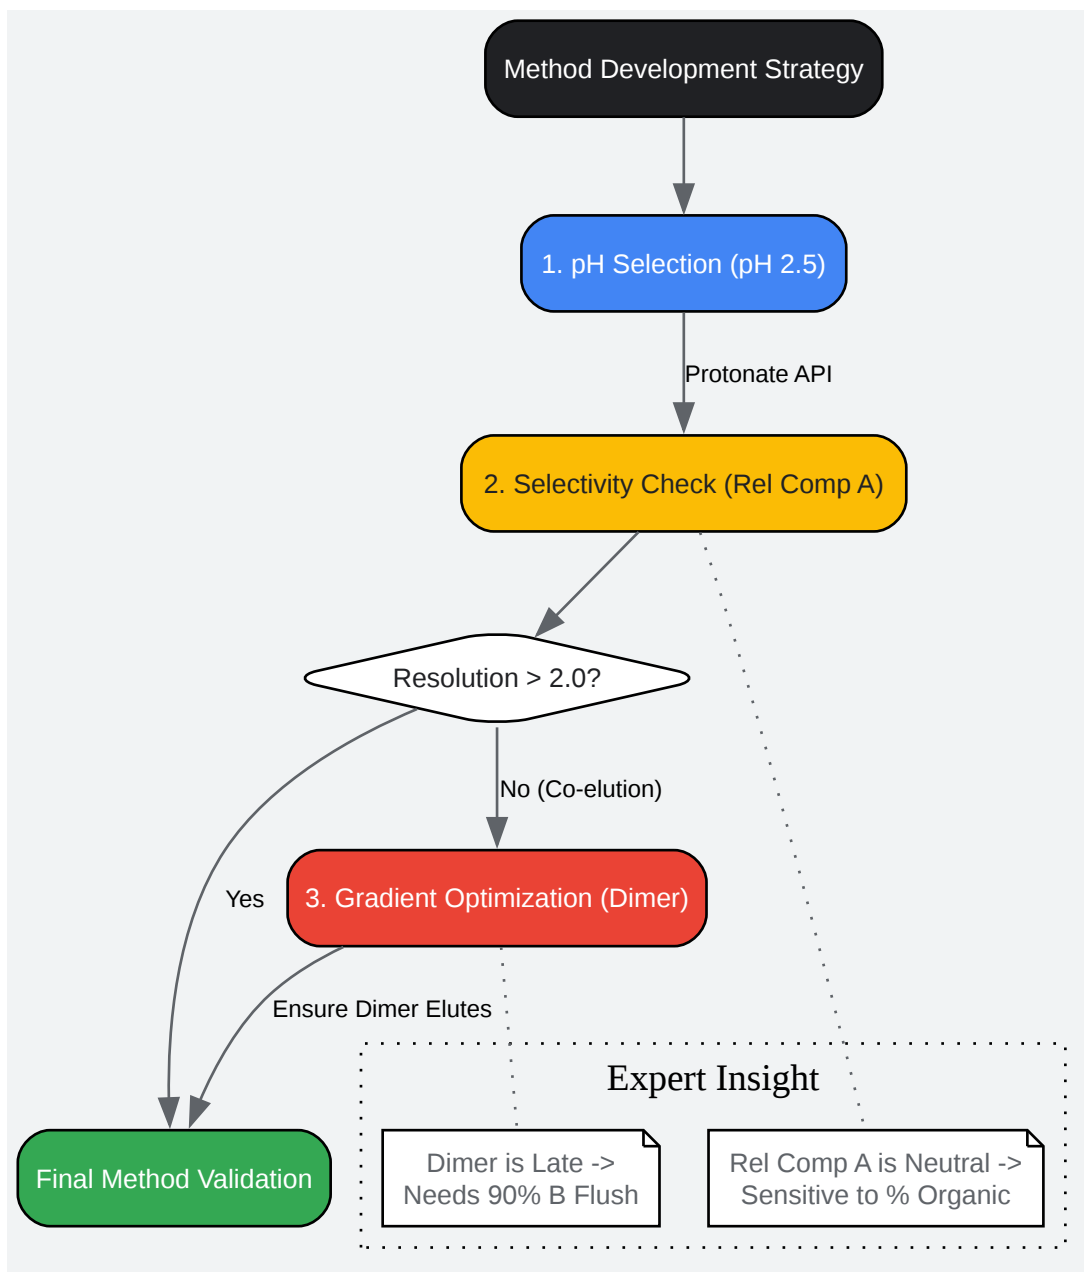 Method Development Strategy
1. pH Selection (pH 2.5)
Protonate API
2. Selectivity Check (Rel Comp A)
Resolution > 2.0?
No (Co-elution)
Yes
3. Gradient Optimization (Dimer)
Ensure Dimer Elutes
Expert Insight
Final Method Validation
Dimer is Late ->
Needs 90% B Flush
Rel Comp A is Neutral ->
Sensitive to % Organic